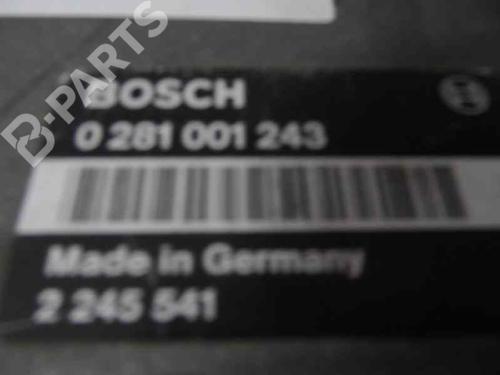 B-PARTS
BOSCH
0 281 001 243
Made in Germany
2 245 541